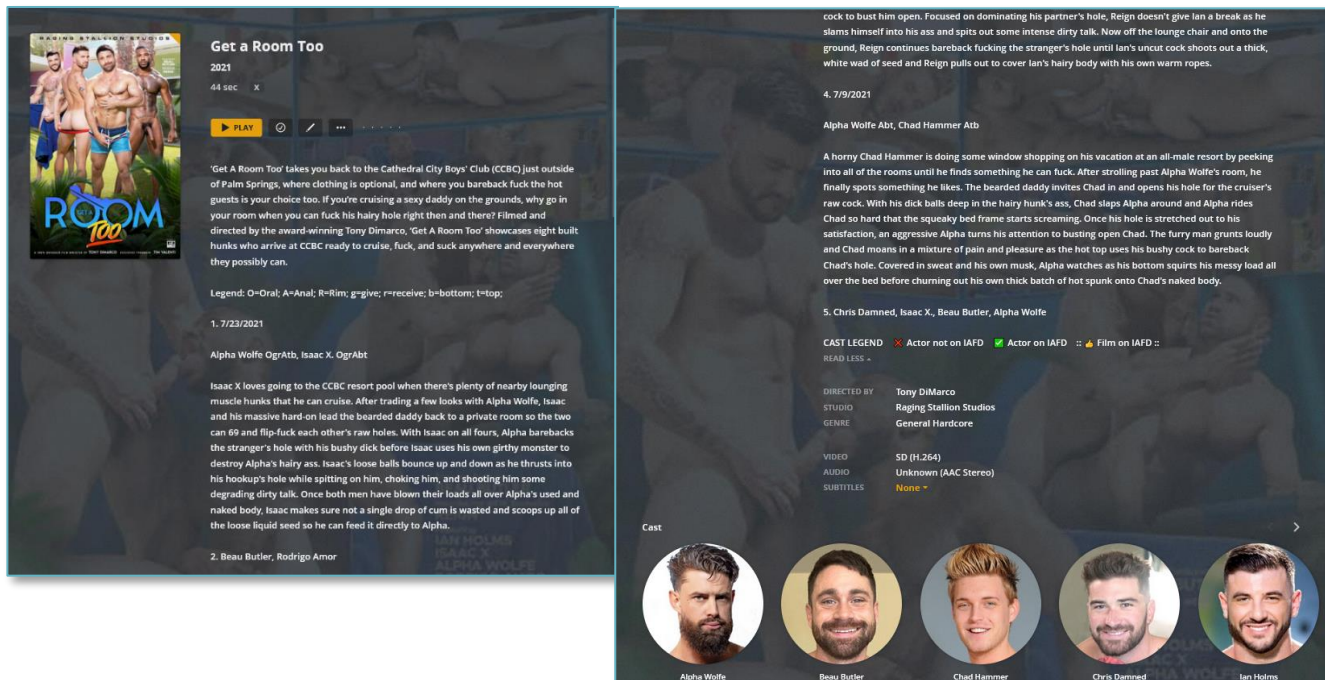 RAGING STALLION STUDIOS
ROOM
TOO
Get a Room Too
2021
44 sec x
PLAY
'Get A Room Too' takes you back to the Cathedral City Boys' Club (CCBC) just outside
of Palm Springs, where clothing is optional, and where you bareback fuck the hot
guests is your choice too. If you're cruising a sexy daddy on the grounds, why go in
your room when you can fuck his hairy hole right then and there? Filmed and
directed by the award-winning Tony Dimarco, 'Get A Room Too' showcases eight built
hunks who arrive at CCBC ready to cruise, fuck, and suck anywhere and everywhere
they possibly can.
Legend: O=Oral; A=Anal; R=Rim; g=give; r=receive; b=bottom; t=top;
1. 7/23/2021
Alpha Wolfe OgrAtb, Isaac X. OgrAbt
Isaac X loves going to the CCBC resort pool when there's plenty of nearby lounging
muscle hunks that he can cruise. After trading a few looks with Alpha Wolfe, Isaac
and his massive hard-on lead the bearded daddy back to a private room so the two
can 69 and flip-fuck each other's raw holes. With Isaac on all fours, Alpha barebacks
the stranger's hole with his bushy dick before Isaac uses his own girthy monster to
destroy Alpha's hairy ass. Isaac's loose balls bounce up and down as he thrusts into
his hookup's hole while spitting on him, choking him, and shooting him some
degrading dirty talk. Once both men have blown their loads all over Alpha's used and
naked body, Isaac makes sure not a single drop of cum is wasted and scoops up all of
the loose liquid seed so he can feed it directly to Alpha.
2. Beau Butler, Rodrigo Amor
IAN HOLMS
ISAAC X
ALPHA WOLFE
cock to bust him open. Focused on dominating his partner's hole, Reign doesn't give Ian a break as he
slams himself into his ass and spits out some intense dirty talk. Now off the lounge chair and onto the
ground, Reign continues bareback fucking the stranger's hole until Ian's uncut cock shoots out a thick,
white wad of seed and Reign pulls out to cover Ian's hairy body with his own warm ropes.
4. 7/9/2021
Alpha Wolfe Abt, Chad Hammer Atb
A horny Chad Hammer is doing some window shopping on his vacation at an all-male resort by peeking
into all of the rooms until he finds something he can fuck. After strolling past Alpha Wolfe's room, he
finally spots something he likes. The bearded daddy invites Chad in and opens his hole for the cruiser's
raw cock. With his dick balls deep in the hairy hunk's ass, Chad slaps Alpha around and Alpha rides
Chad so hard that the squeaky bed frame starts screaming. Once his hole is stretched out to his
satisfaction, an aggressive Alpha turns his attention to busting open Chad. The furry man grunts loudly
and Chad moans in a mixture of pain and pleasure as the hot top uses his bushy cock to bareback
Chad's hole. Covered in sweat and his own musk, Alpha watches as his bottom squirts his messy load all
over the bed before churning out his own thick batch of hot spunk onto Chad's naked body.
5. Chris Damned, Isaac X., Beau Butler, Alpha Wolfe
CAST LEGEND Actor not on IAFD Actor on IAFD :: Film on IAFD ::
READ LESS
DIRECTED BY Tony DiMarco
STUDIO Raging Stallion Studios
GENRE General Hardcore
VIDEO SD (H.264)
AUDIO Unknown (AAC Stereo)
SUBTITLES None
Cast
Alpha Wolfe Beau Butler Chad Hammer Chris Damned Ian Holms